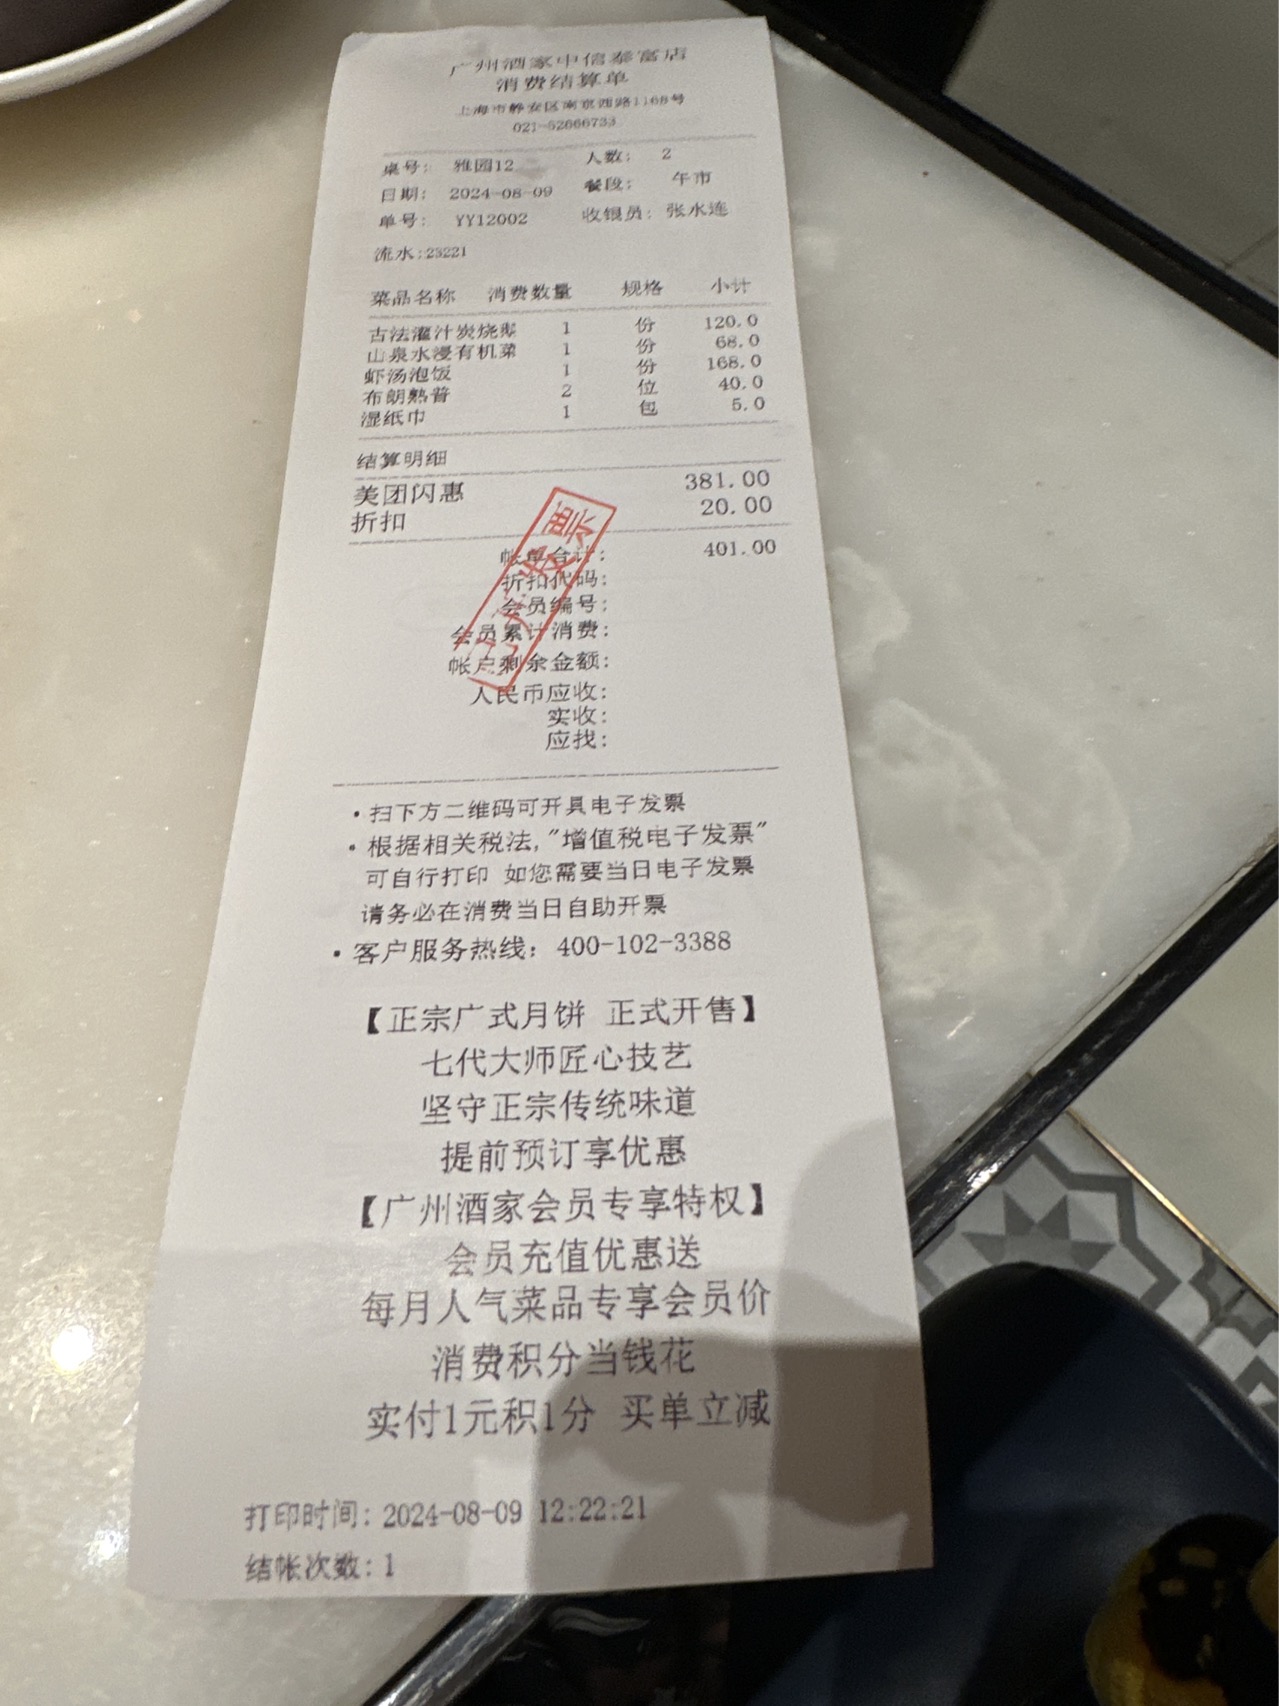 广州酒家中信泰富店
消费结算单
上海市静安区南京西路1168号
021-52666733
桌号: 雅园12 人数: 2
日期: 2024-08-09 餐段: 午市
单号: YY12002 收银员: 张水连
流水:23221
菜品名称 消费数量 规格 小计
古法灌汁炭烧鹅 1 份 120.0
山泉水浸有机菜 1 份 68.0
虾汤泡饭 1 份 168.0
布朗熟普 2 位 40.0
湿纸巾 1 包 5.0
结算明细
美团闪惠 381.00
折扣 20.00
帐单合计: 401.00
折扣代码:
会员编号:
会员累计消费:
帐户剩余金额:
人民币应收:
实收:
应找:
已开发票
·扫下方二维码可开具电子发票
·根据相关税法,"增值税电子发票"
可自行打印 如您需要当日电子发票
请务必在消费当日自助开票
·客户服务热线: 400-102-3388
【正宗广式月饼 正式开售】
七代大师匠心技艺
坚守正宗传统味道
提前预订享优惠
【广州酒家会员专享特权】
会员充值优惠送
每月人气菜品专享会员价
消费积分当钱花
实付1元积1分 买单立减
打印时间: 2024-08-09 12:22:21
结帐次数: 1